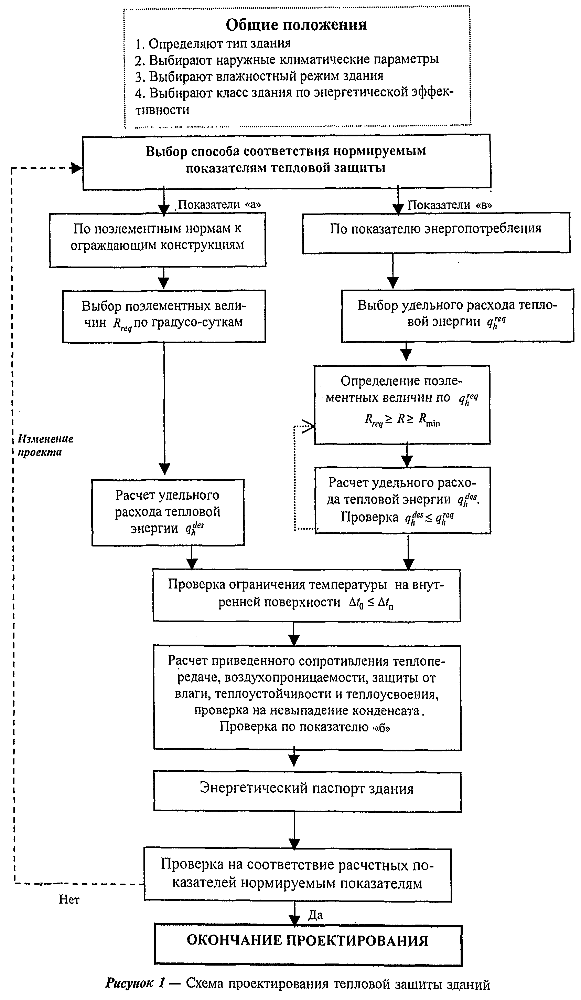 Общие положения
1. Определяют тип здания
2. Выбирают наружные климатические параметры
3. Выбирают влажностный режим здания
4. Выбирают класс здания по энергетической эффек-
тивности
Выбор способа соответствия нормируемым
показателям тепловой защиты
Показатели «а»
Показатели «в»
По поэлементным нормам к
ограждающим конструкциям
По показателю энергопотребления
Выбор поэлементных вели-
чин R_req по градусо-суткам
Выбор удельного расхода тепло-
вой энергии q_h^req
Определение поэле-
ментных величин по q_h^req
R_req ≥ R ≥ R_min
Изменение
проекта
Расчет удельного
расхода тепловой
энергии q_h^des
Расчет удельного расхо-
да тепловой энергии q_h^des.
Проверка q_h^des ≤ q_h^req
Проверка ограничения температуры на внут-
ренней поверхности Δt_0 ≤ Δt_п
Расчет приведенного сопротивления теплопе-
редаче, воздухопроницаемости, защиты от
влаги, теплоустойчивости и теплоусвоения,
проверка на невыпадение конденсата.
Проверка по показателю «б»
Энергетический паспорт здания
Проверка на соответствие расчетных по-
казателей нормируемым показателям
Нет
Да
ОКОНЧАНИЕ ПРОЕКТИРОВАНИЯ
Рисунок 1 — Схема проектирования тепловой защиты зданий